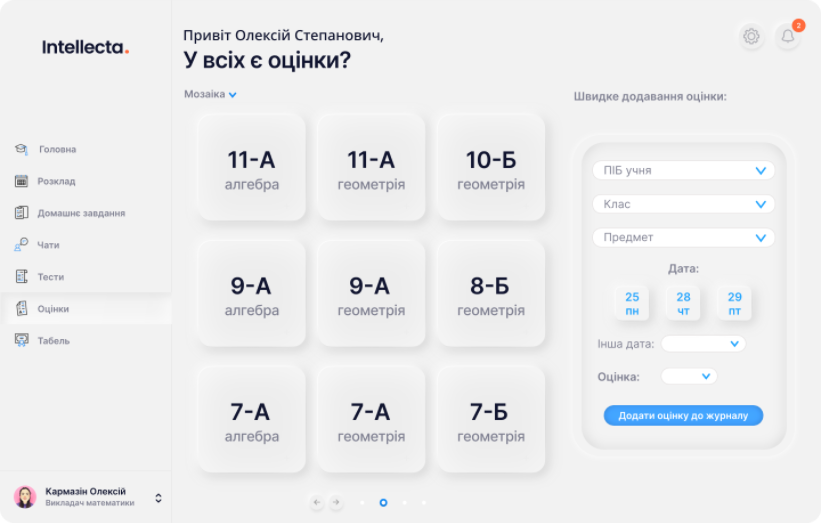 Intellecta.
Привіт Олексій Степанович,
У всіх є оцінки?
2
Мозаїка
Швидке додавання оцінки:
Головна
Розклад
Домашнє завдання
Чати
Тести
Оцінки
Табель
11-А
алгебра
11-А
геометрія
10-Б
геометрія
9-А
алгебра
9-А
геометрія
8-Б
геометрія
7-А
алгебра
7-А
геометрія
7-Б
геометрія
ПІБ учня
Клас
Предмет
Дата:
25
пн
28
чт
29
пт
Інша дата:
Оцінка:
Додати оцінку до журналу
Кармазін Олексій
Викладач математики